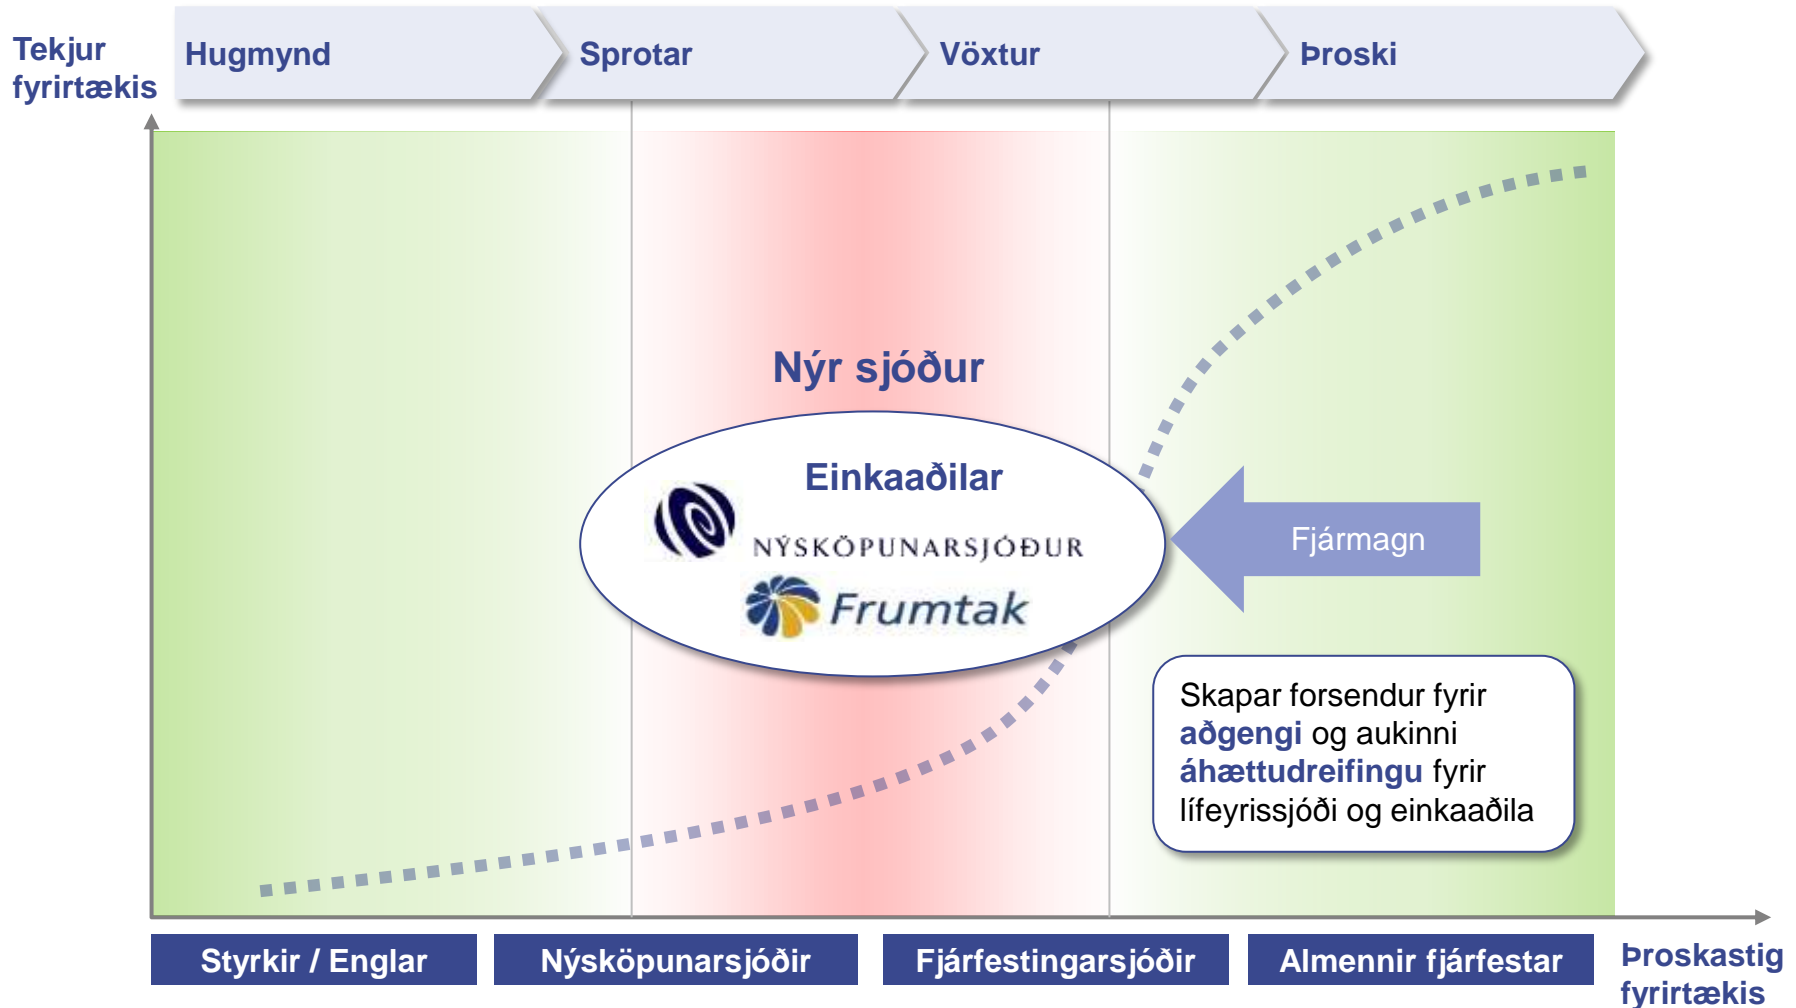 Tekjur
fyrirtækis
Hugmynd
Sprotar
Vöxtur
Þroski
Nýr sjóður
Einkaaðilar
NÝSKÖPUNARSJÓÐUR
Frumtak
Fjármagn
Skapar forsendur fyrir
aðgengi og aukinni
áhættudreifingu fyrir
lífeyrissjóði og einkaaðila
Styrkir / Englar
Nýsköpunarsjóðir
Fjárfestingarsjóðir
Almennir fjárfestar
Þroskastig
fyrirtækis